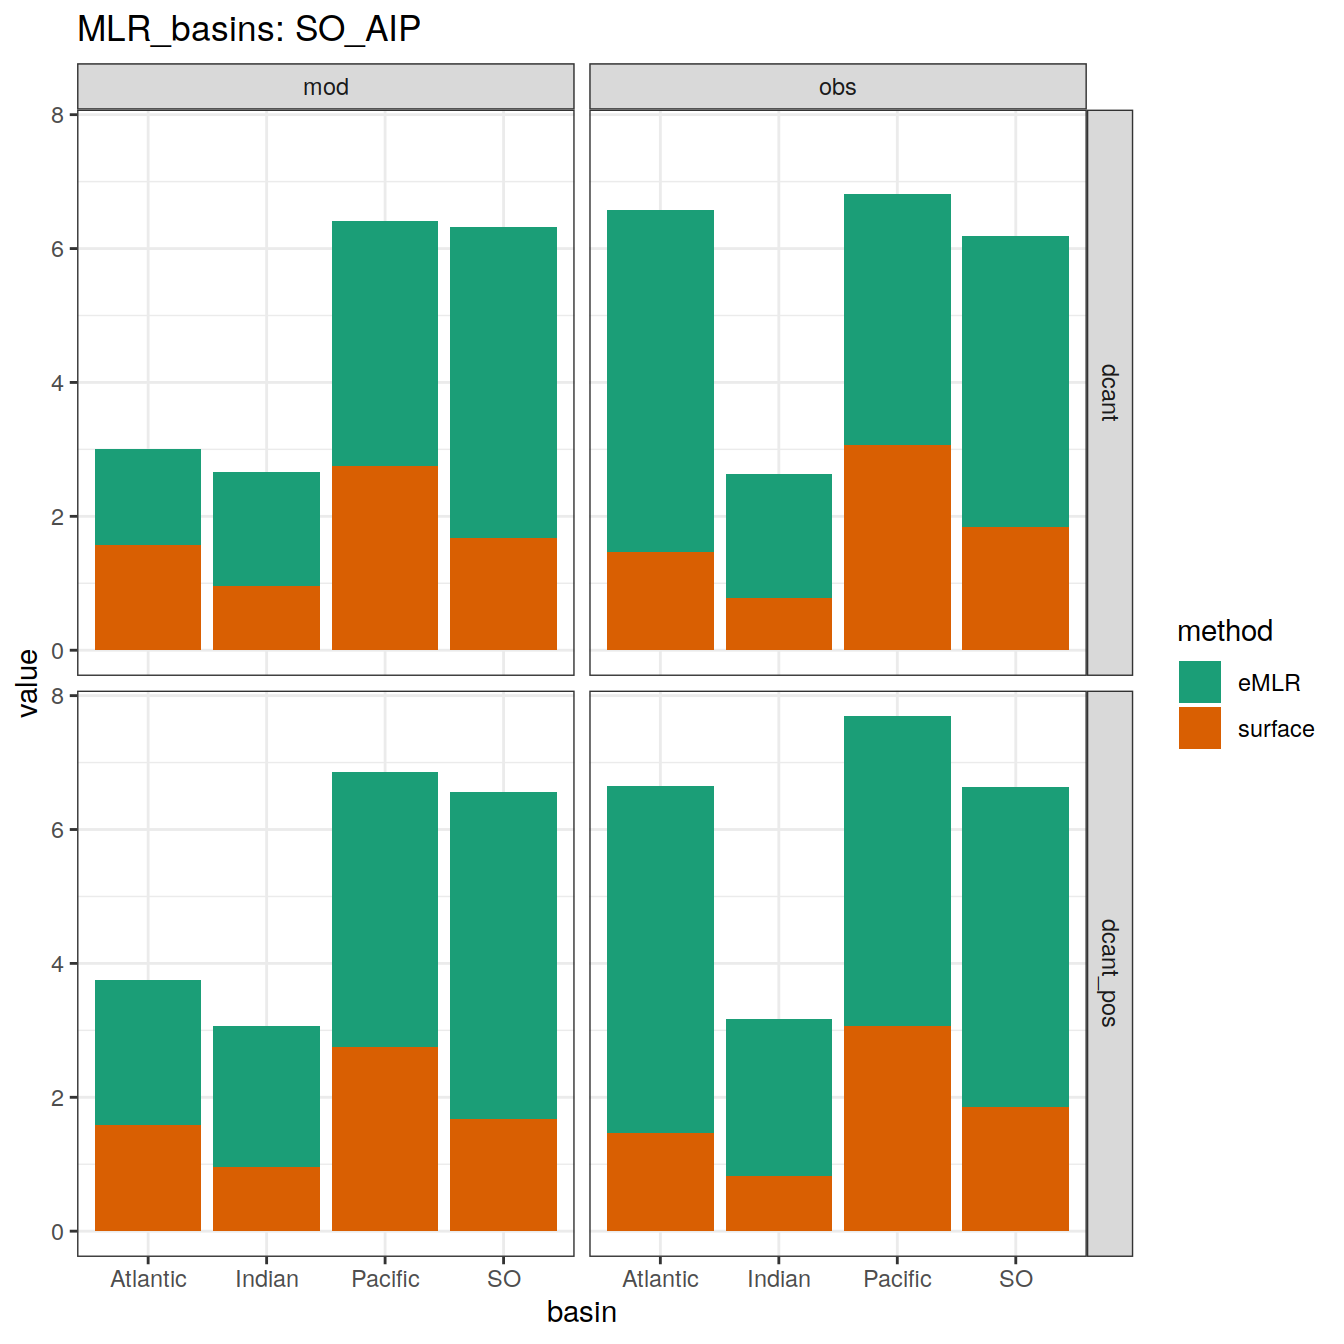 MLR_basins: SO_AIP
mod
obs
8
6
4
2
0
dcant
8
6
4
2
0
dcant_pos
value
Atlantic Indian Pacific SO
Atlantic Indian Pacific SO
basin
method
eMLR
surface